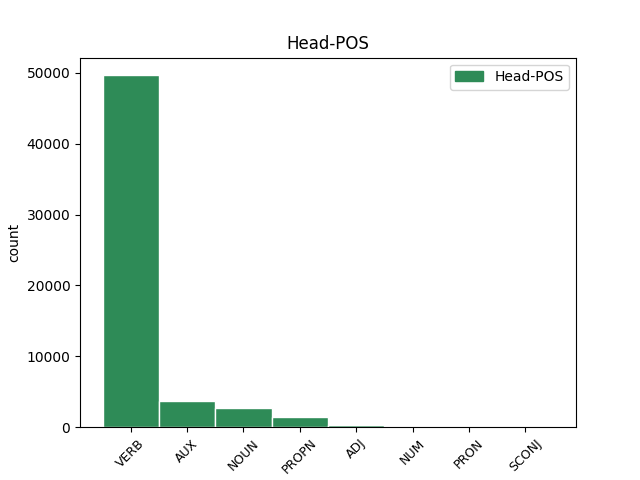 Head-POS
Head-POS
count
50000
40000
30000
20000
10000
0
VERB
AUX
NOUN
PROPN
ADJ
NUM
PRON
SCONJ